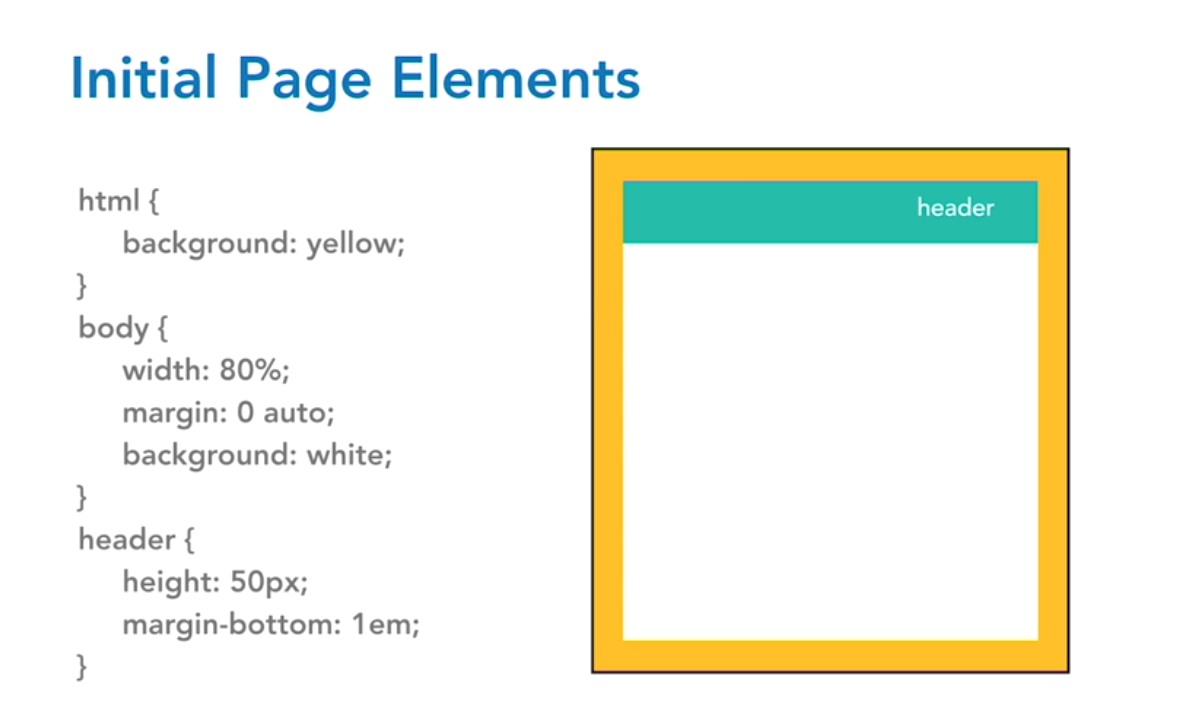 Initial Page Elements
html {
background: yellow;
}
body {
width: 80%;
margin: 0 auto;
background: white;
}
header {
height: 50px;
margin-bottom: 1em;
}
header